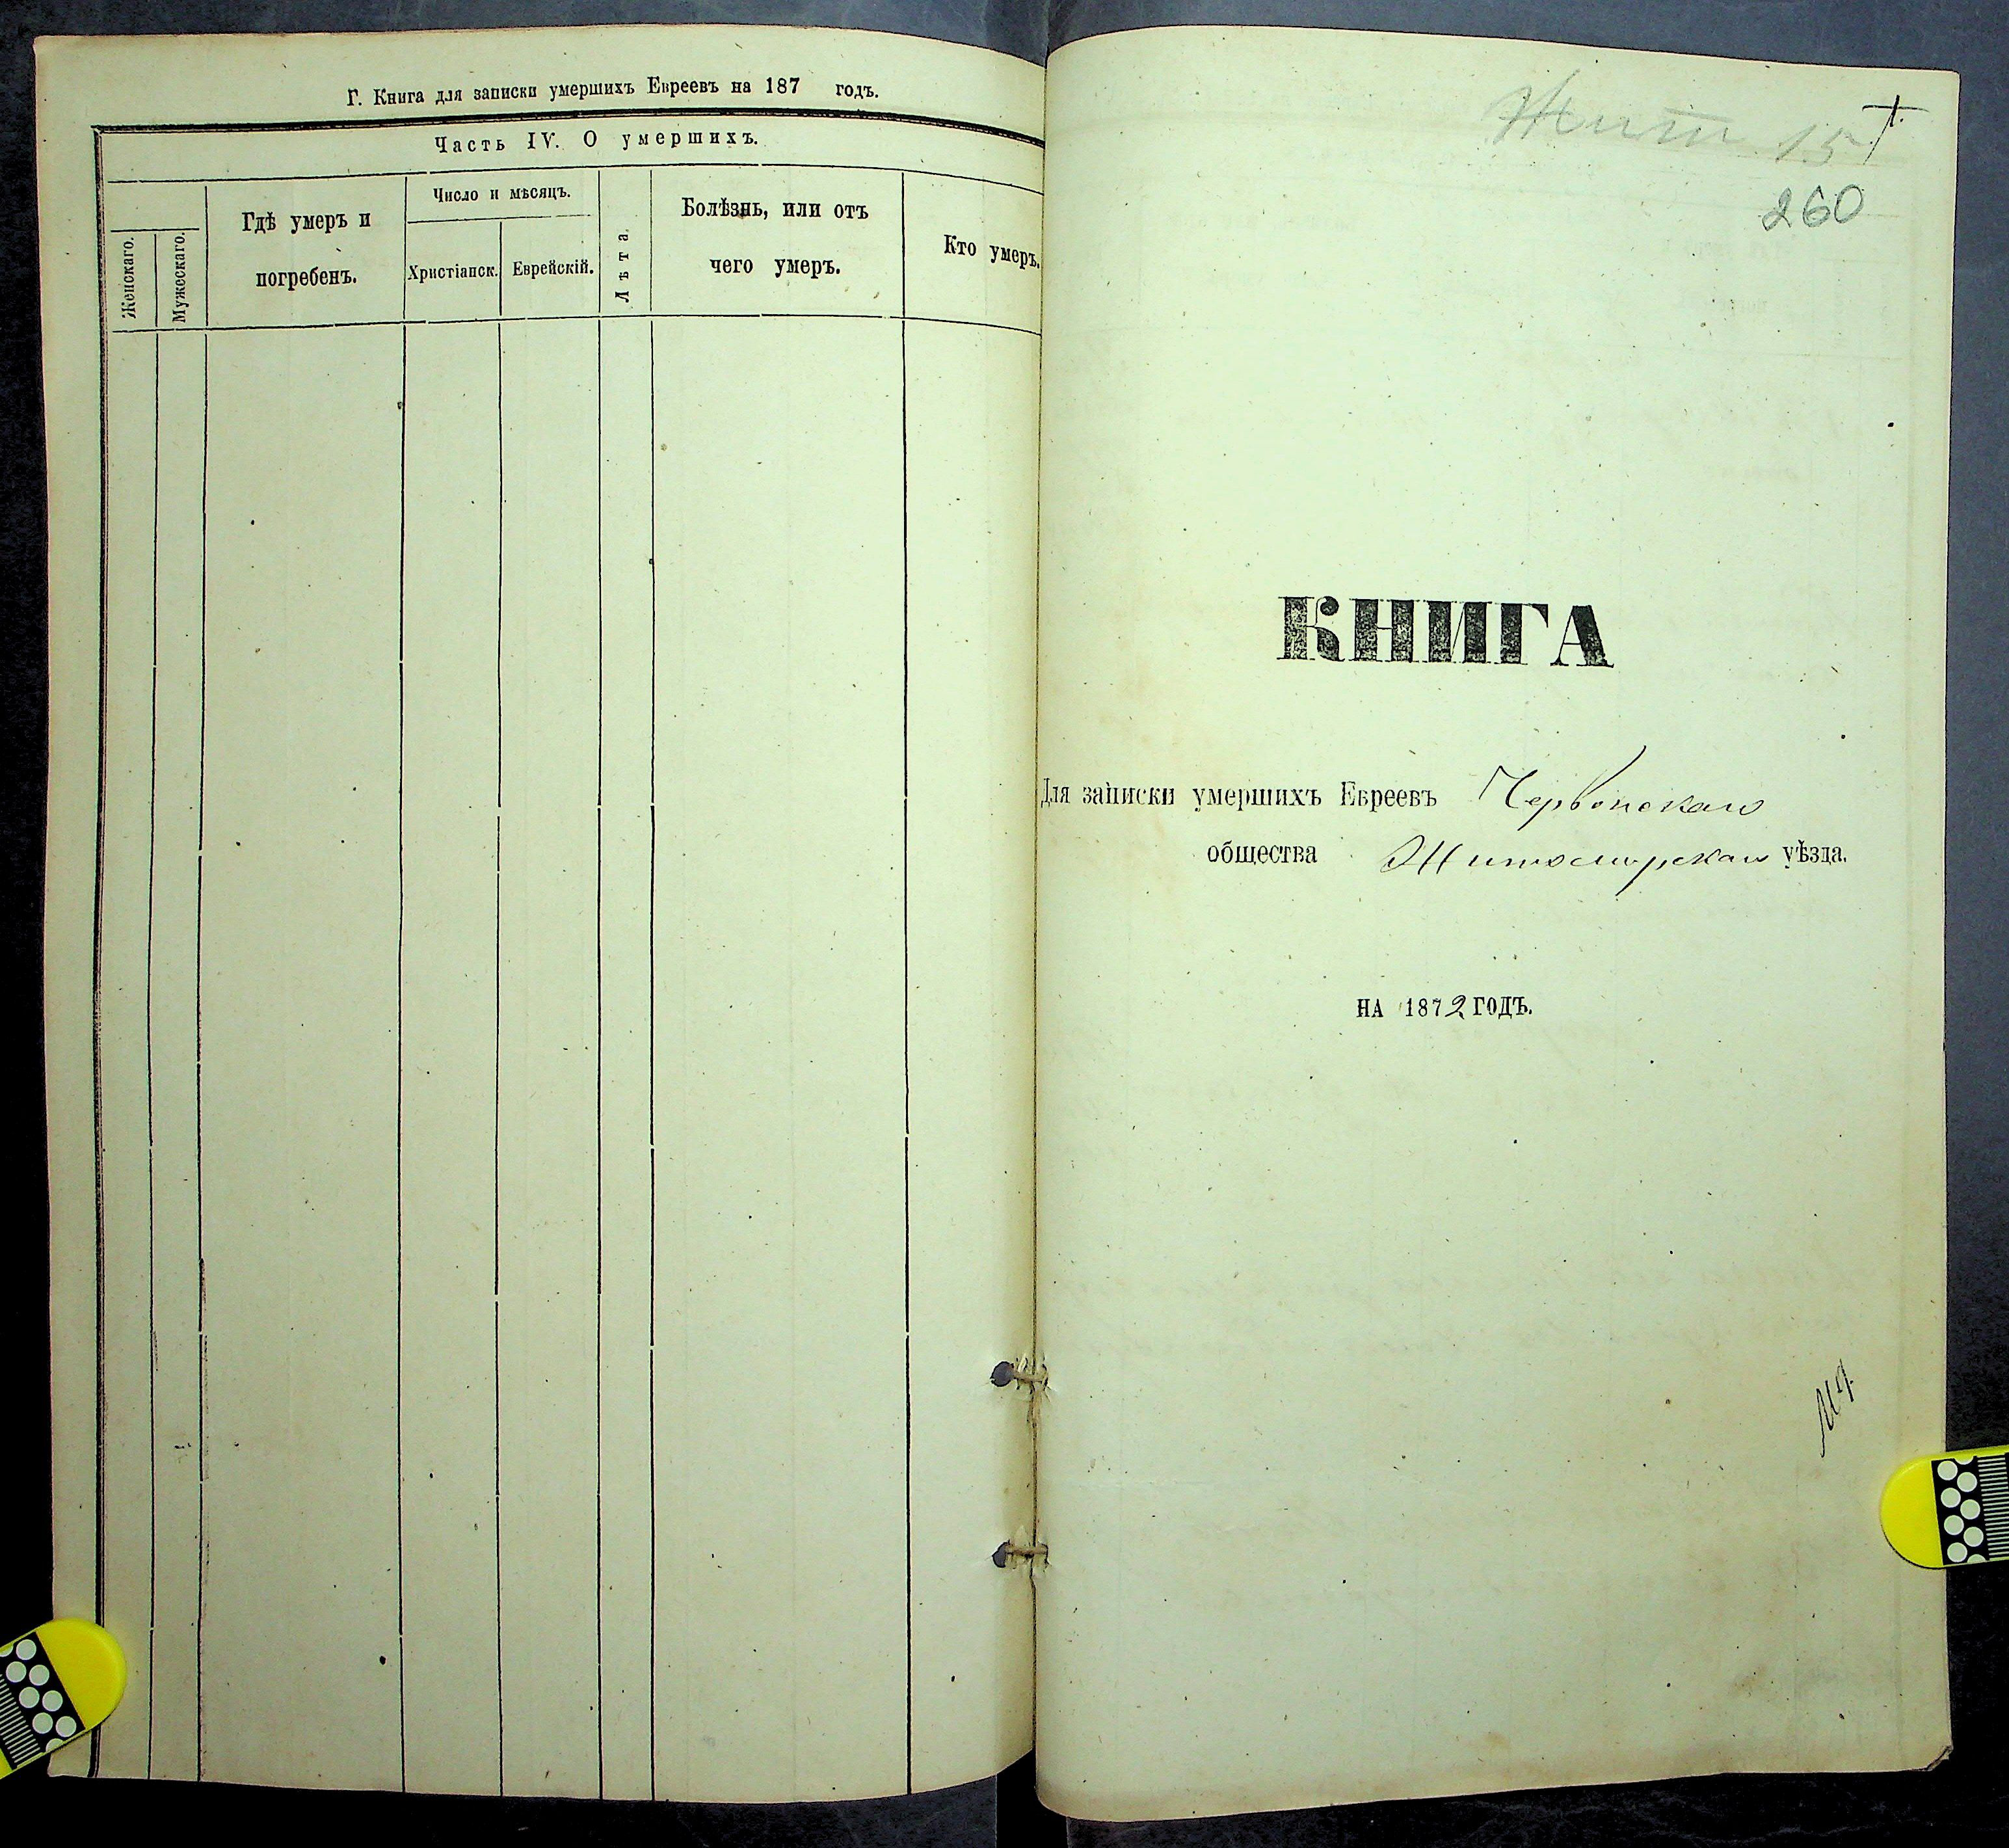 Г. Книга для записки умершихъ Евреевъ на 187 годъ.
Часть IV. О умершихъ.
Женскаго.
Мужескаго.
Гдѣ умеръ и
погребенъ.
Число и мѣсяцъ.
Христіанск.
Еврейскій.
Лѣта.
Болѣзнь, или отъ
чего умеръ.
Кто умеръ.
Жит 15
260
КНИГА
Для записки умершихъ Евреевъ Червонскаго
общества Житомирскаго уѣзда.
НА 1872 ГОДЪ.